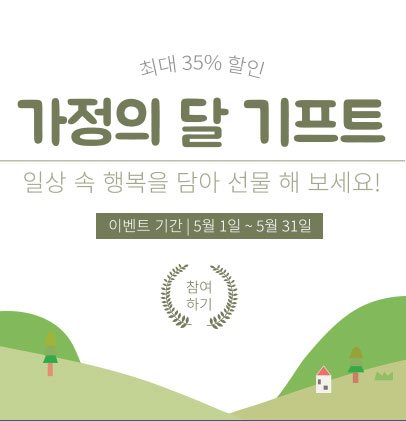 최대 35% 할인
가정의 달 기프트
일상 속 행복을 담아 선물 해 보세요!
이벤트 기간 | 5월 1일 ~ 5월 31일
참여
하기